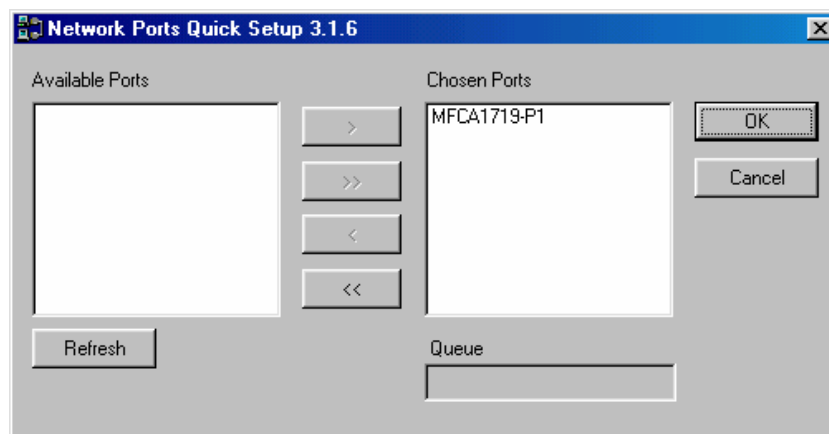 Network Ports Quick Setup 3.1.6
Available Ports
Chosen Ports
MFCA1719-P1
>
>>
<
<<
OK
Cancel
Refresh
Queue